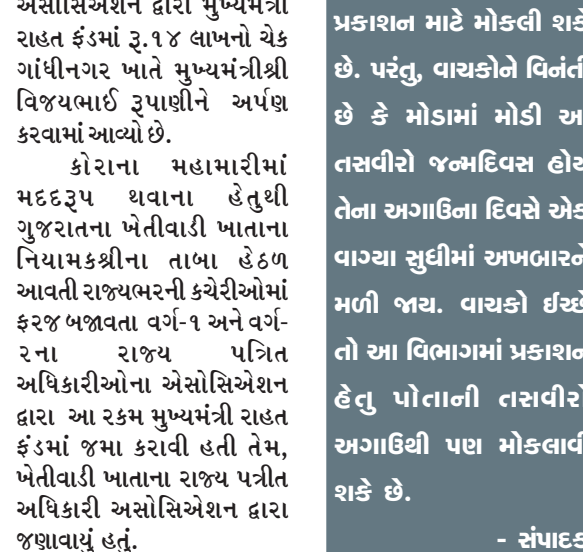 અસોસિએશન દ્વારા મુખ્યમંત્રી
રાહત ફંડમાં રૂ.૧૪ લાખનો ચેક
ગાંધીનગર ખાતે મુખ્યમંત્રીશ્રી
વિજયભાઈ રૂપાણીને અર્પણ
કરવામાં આવ્યો છે.
કોરાના મહામારીમાં
મદદરૂપ થવાના હેતુથી
ગુજરાતના ખેતીવાડી ખાતાના
નિયામકશ્રીના તાબા હેઠળ
આવતી રાજ્યભરની કચેરીઓમાં
ફરજ બજાવતા વર્ગ-૧ અને વર્ગ-
૨ના રાજ્ય પત્રિત
અધિકારીઓના એસોસિએશન
દ્વારા આ રકમ મુખ્યમંત્રી રાહત
ફંડમાં જમા કરાવી હતી તેમ,
ખેતીવાડી ખાતાના રાજ્ય પત્રીત
અધિકારી અસોસિએશન દ્વારા
જણાવાયું હતું.
પ્રકાશન માટે મોકલી શકે
છે. પરંતુ, વાચકોને વિનંતી
છે કે મોડામાં મોડી આ
તસવીરો જન્મદિવસ હોય
તેના અગાઉના દિવસે એક
વાગ્યા સુધીમાં અખબારને
મળી જાય. વાચકો ઈચ્છે
તો આ વિભાગમાં પ્રકાશન
હેતુ પોતાની તસવીરો
અગાઉથી પણ મોકલાવી
શકે છે.
- સંપાદક